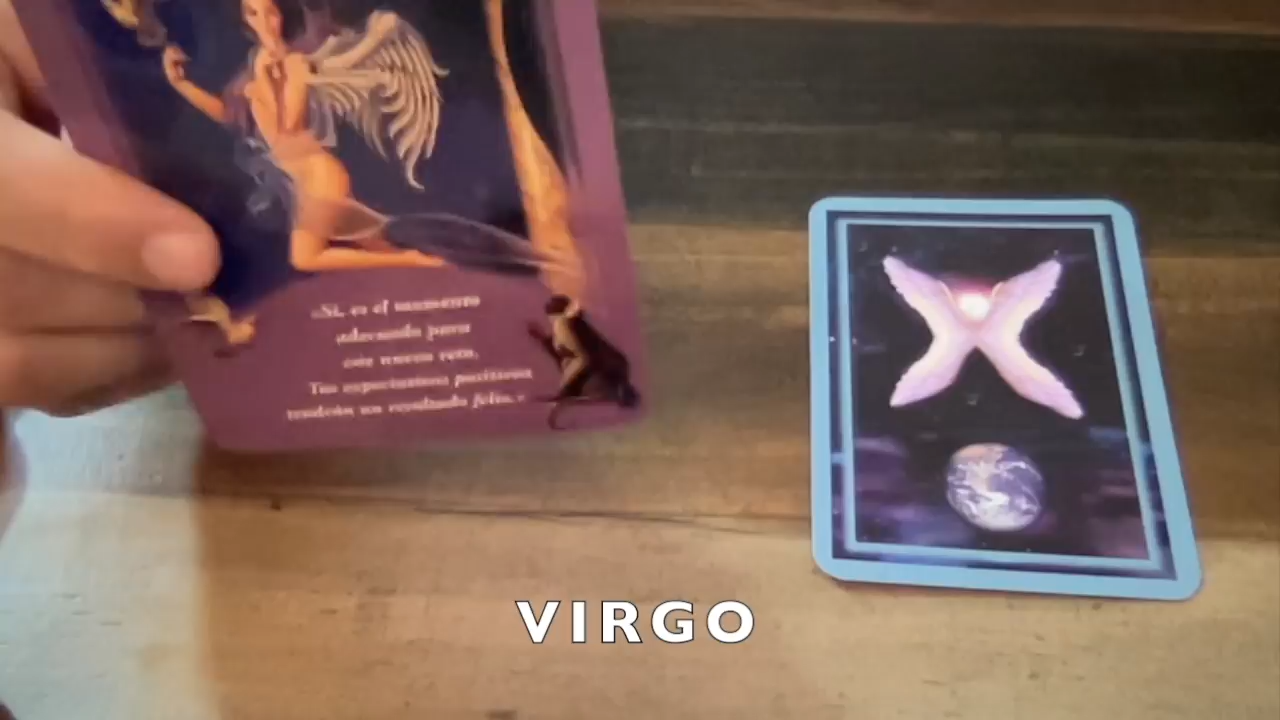 «Sí, es el momento
adecuado para
este nuevo reto.
Tus expectativas positivas
tendrán un resultado feliz.»
VIRGO